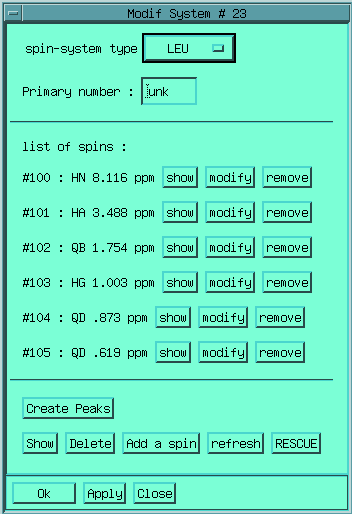 Modif System # 23
spin-system type LEU
Primary number : unk
list of spins :
#100 : HN 8.116 ppm show modify remove
#101 : HA 3.488 ppm show modify remove
#102 : QB 1.754 ppm show modify remove
#103 : HG 1.003 ppm show modify remove
#104 : QD .873 ppm show modify remove
#105 : QD .619 ppm show modify remove
Create Peaks
Show Delete Add a spin refresh RESCUE
Ok Apply Close